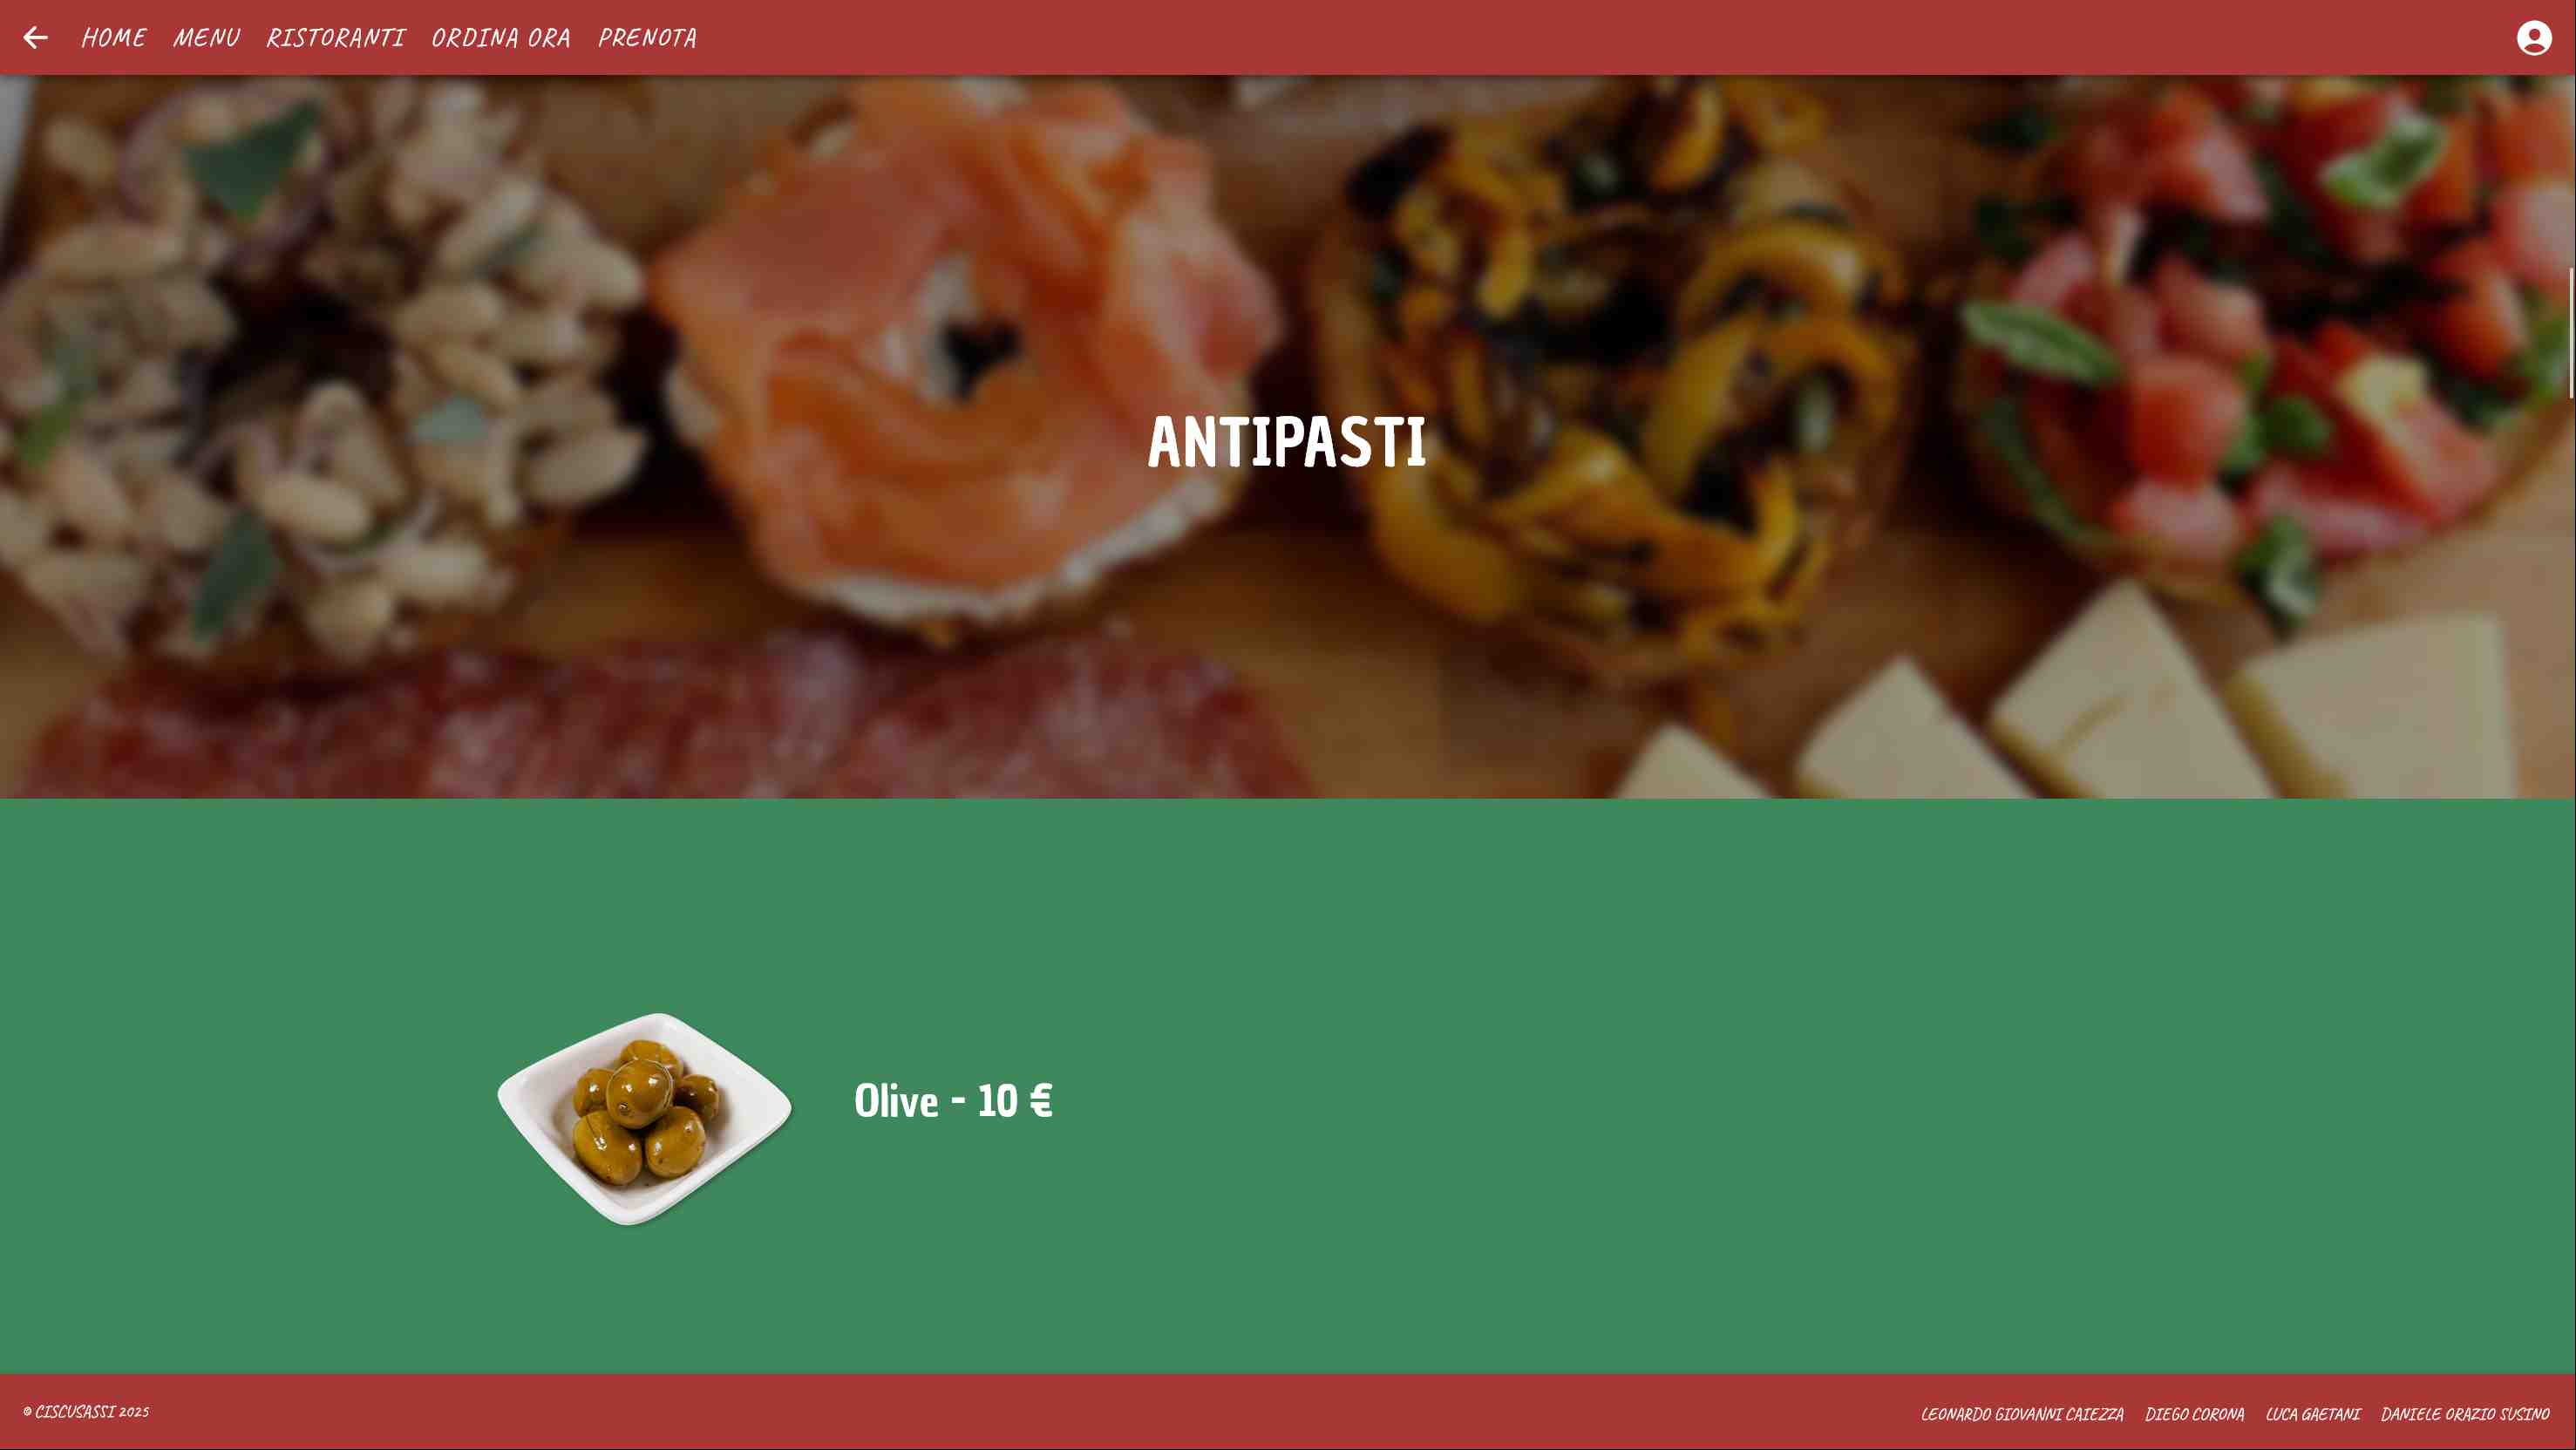 HOME MENU RISTORANTI ORDINA ORA PRENOTA
ANTIPASTI
Olive - 10 €
© CISCUSASSI 2025
LEONARDO GIOVANNI CAIEZZA DIEGO CORONA LUCA GAETANI DANIELE ORAZIO SUSINO